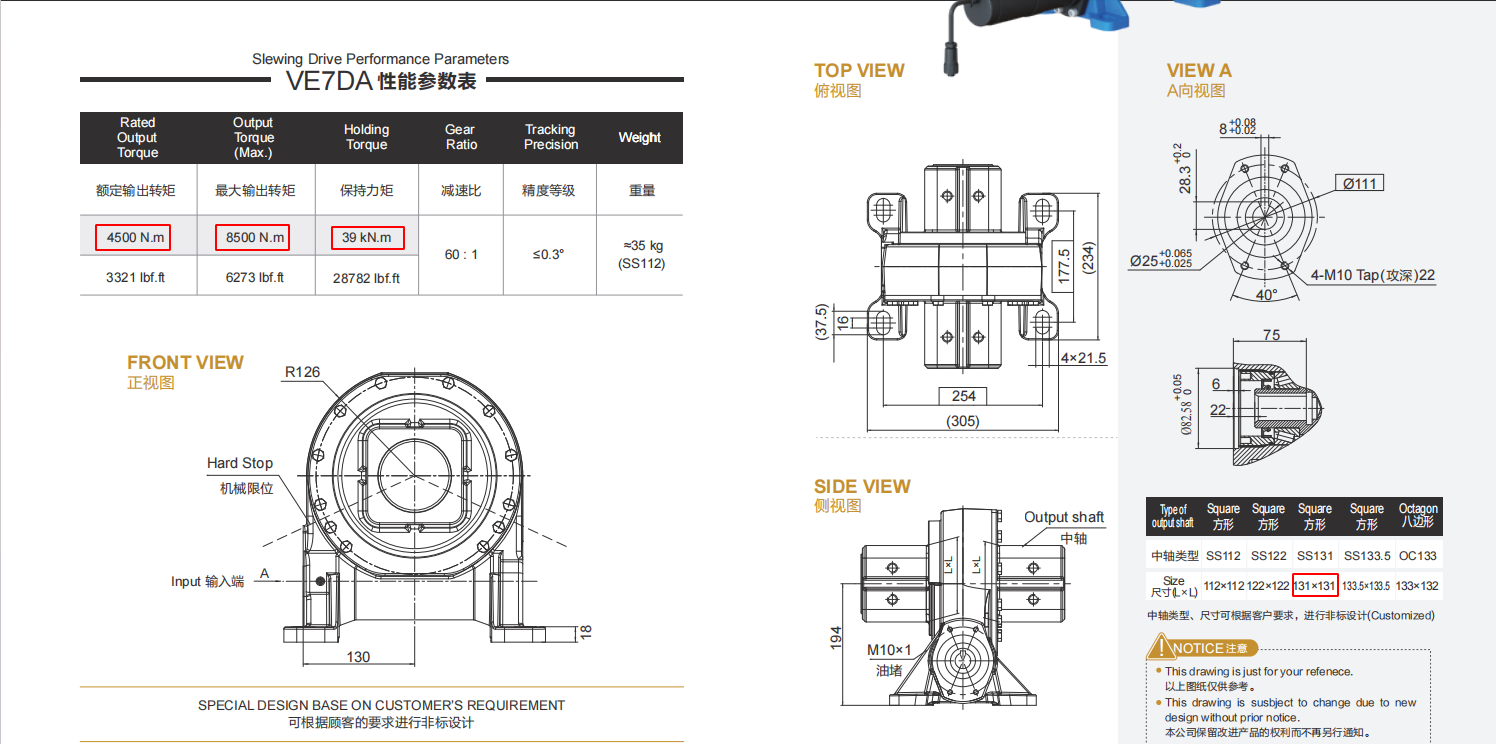 Slewing Drive Performance Parameters
VE7DA 性能参数表
Rated Output Torque
Output Torque (Max.)
Holding Torque
Gear Ratio
Tracking Precision
Weight
额定输出转矩
最大输出转矩
保持力矩
减速比
精度等级
重量
4500 N.m
8500 N.m
39 kN.m
60 : 1
≤0.3°
≈35 kg
(SS112)
3321 lbf.ft
6273 lbf.ft
28782 lbf.ft
FRONT VIEW
正视图
R126
Hard Stop
机械限位
Input 输入端
A
18
130
SPECIAL DESIGN BASE ON CUSTOMER'S REQUIREMENT
可根据顾客的要求进行非标设计
TOP VIEW
俯视图
177.5
(234)
(37.5)
16
4×21.5
254
(305)
SIDE VIEW
侧视图
Output shaft
中轴
L×L
L×L
194
M10×1
油堵
VIEW A
A向视图
8 +0.08 +0.02
28.3 +0.2 0
Ø111
Ø25 +0.065 +0.025
4-M10 Tap(攻深)22
40°
75
6
22
Ø82.58 +0.05 0
Type of output shaft
Square 方形
Square 方形
Square 方形
Square 方形
Octagon 八边形
中轴类型 SS112 SS122 SS131 SS133.5 OC133
Size 尺寸(L×L) 112×112 122×122 131×131 133.5×133.5 133×132
中轴类型、尺寸可根据客户要求，进行非标设计(Customized)
NOTICE 注意
This drawing is just for your refenece.
以上图纸仅供参考。
This drawing is susbject to change due to new
design without prior notice.
本公司保留改进产品的权利而不再另行通知。